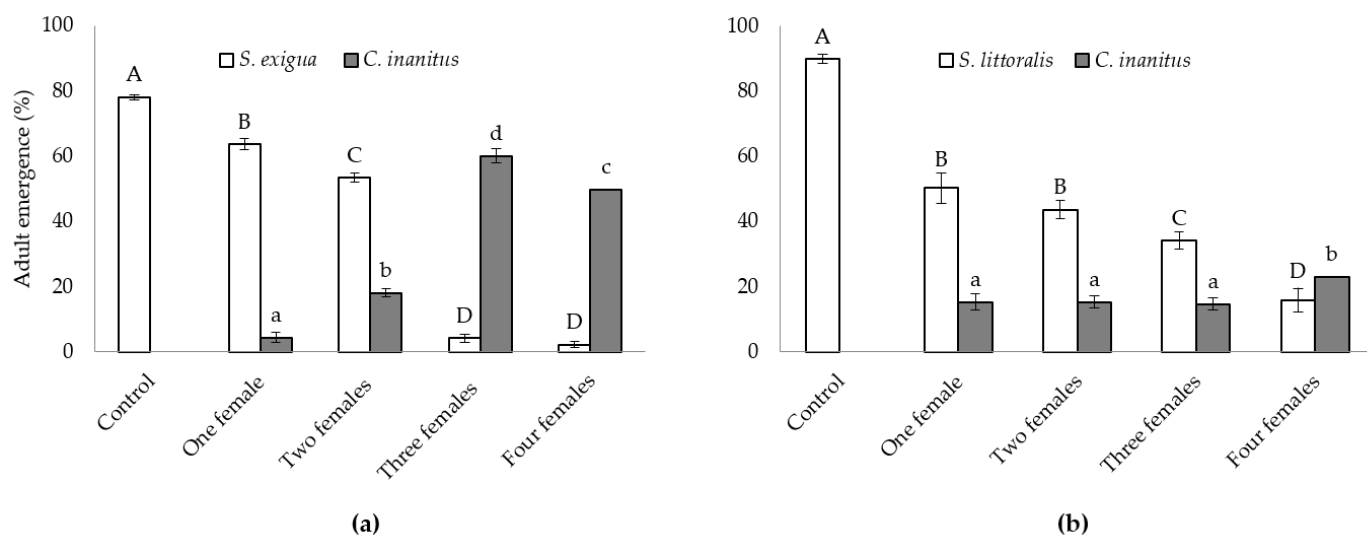 100
80
60
40
20
0
Adult emergence (%)
S. exigua
C. inanitus
A
B
a
C
b
D
d
D
c
Control
One female
Two females
Three females
Four females
(a)
100
80
60
40
20
0
S. littoralis
C. inanitus
A
B
a
B
a
C
a
D
b
Control
One female
Two females
Three females
Four females
(b)